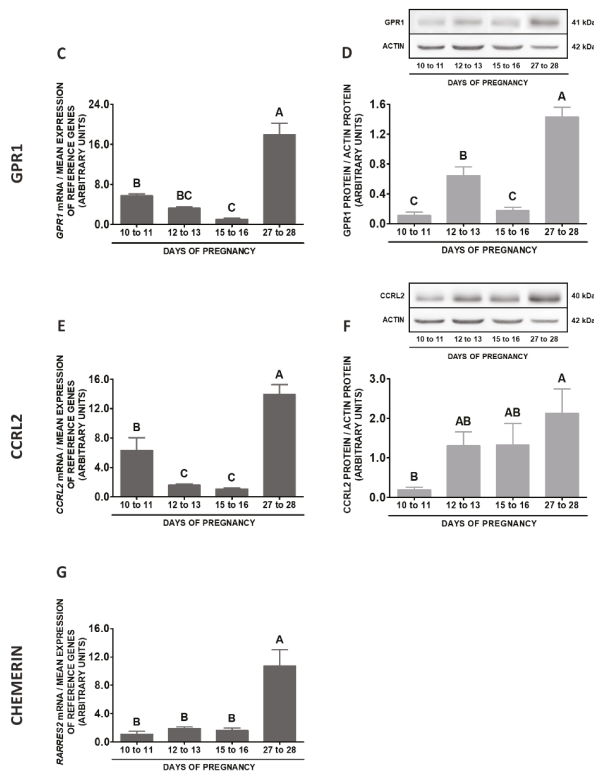 GPR1 41 kDa
ACTIN 42 kDa
10 to 11 12 to 13 15 to 16 27 to 28
DAYS OF PREGNANCY
C
D
GPR1
GPR1 mRNA / MEAN EXPRESSION
OF REFERENCE GENES
(ARBITRARY UNITS)
24.0
16.0
8.0
0.0
B BC C A
10 to 11 12 to 13 15 to 16 27 to 28
DAYS OF PREGNANCY
GPR1 PROTEIN / ACTIN PROTEIN
(ARBITRARY UNITS)
1.6
1.2
0.8
0.4
0.0
C B C A
10 to 11 12 to 13 15 to 16 27 to 28
DAYS OF PREGNANCY
CCRL2 40 kDa
ACTIN 42 kDa
10 to 11 12 to 13 15 to 16 27 to 28
DAYS OF PREGNANCY
E
F
CCRL2
CCRL2 mRNA / MEAN EXPRESSION
OF REFERENCE GENES
(ARBITRARY UNITS)
16.0
12.0
8.0
4.0
0.0
B C C A
10 to 11 12 to 13 15 to 16 27 to 28
DAYS OF PREGNANCY
CCRL2 PROTEIN / ACTIN PROTEIN
(ARBITRARY UNITS)
3.0
2.0
1.0
0.0
B AB AB A
10 to 11 12 to 13 15 to 16 27 to 28
DAYS OF PREGNANCY
G
CHEMERIN
RARRES2 mRNA / MEAN EXPRESSION
OF REFERENCE GENES
(ARBITRARY UNITS)
16.0
12.0
8.0
4.0
0.0
B B B A
10 to 11 12 to 13 15 to 16 27 to 28
DAYS OF PREGNANCY